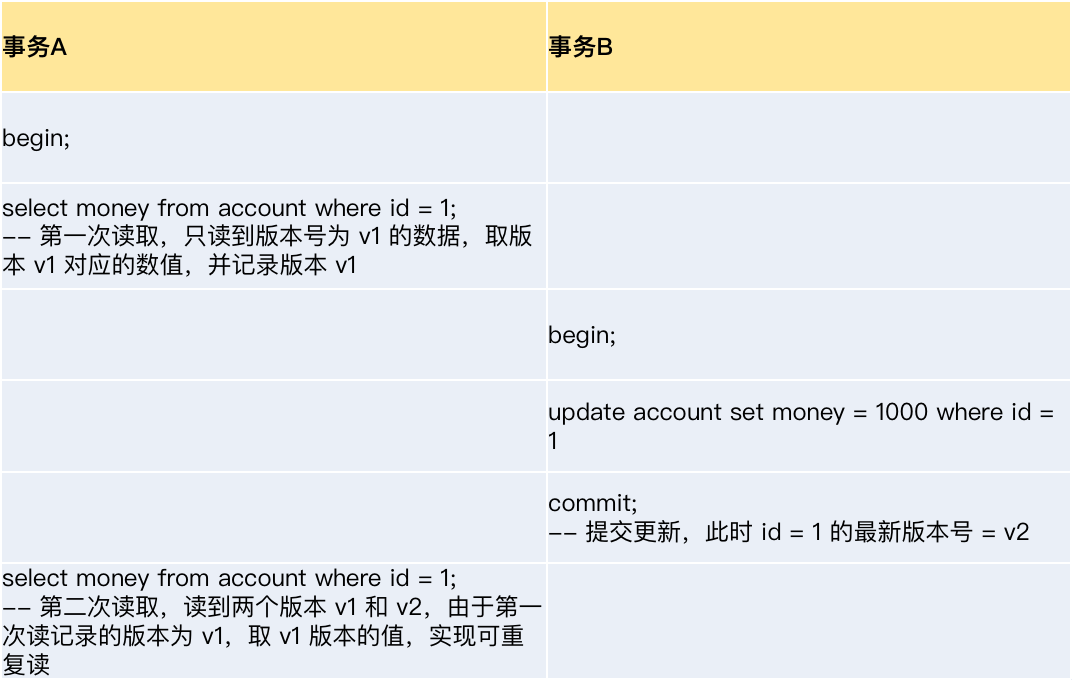 事务A
事务B
begin;
select money from account where id = 1;
-- 第一次读取，只读到版本号为 v1 的数据，取版
本 v1 对应的数值，并记录版本 v1
begin;
update account set money = 1000 where id =
1
commit;
-- 提交更新，此时 id = 1 的最新版本号 = v2
select money from account where id = 1;
-- 第二次读取，读到两个版本 v1 和 v2，由于第一
次读记录的版本为 v1，取 v1 版本的值，实现可重
复读